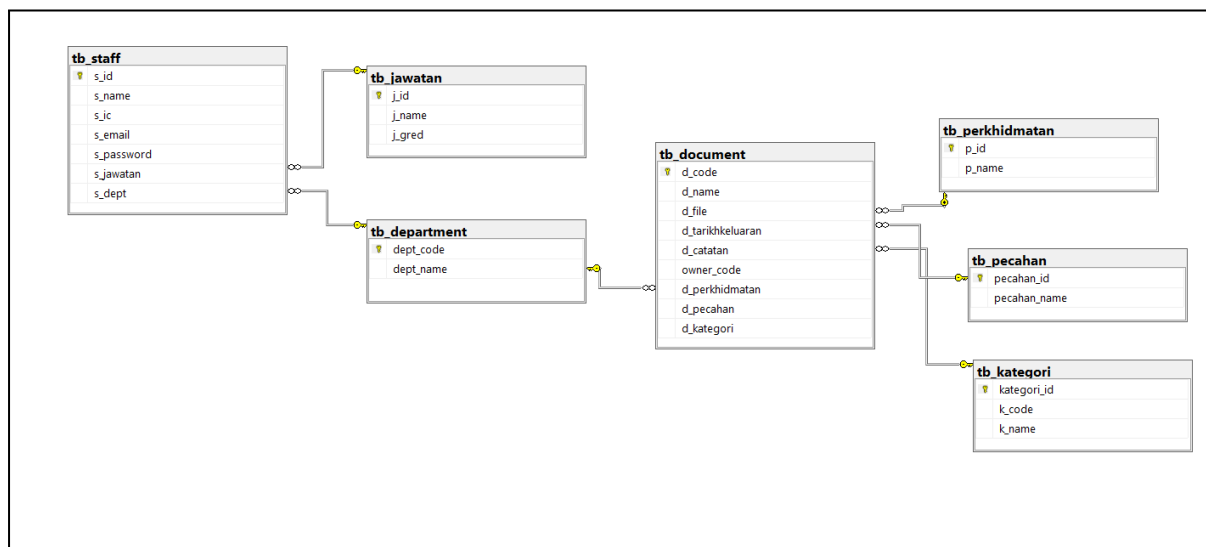 tb_staff
s_id
s_name
s_ic
s_email
s_password
s_jawatan
s_dept
tb_jawatan
j_id
j_name
j_gred
tb_department
dept_code
dept_name
tb_document
d_code
d_name
d_file
d_tarikhkeluaran
d_catatan
owner_code
d_perkhidmatan
d_pecahan
d_kategori
tb_perkhidmatan
p_id
p_name
tb_pecahan
pecahan_id
pecahan_name
tb_kategori
kategori_id
k_code
k_name